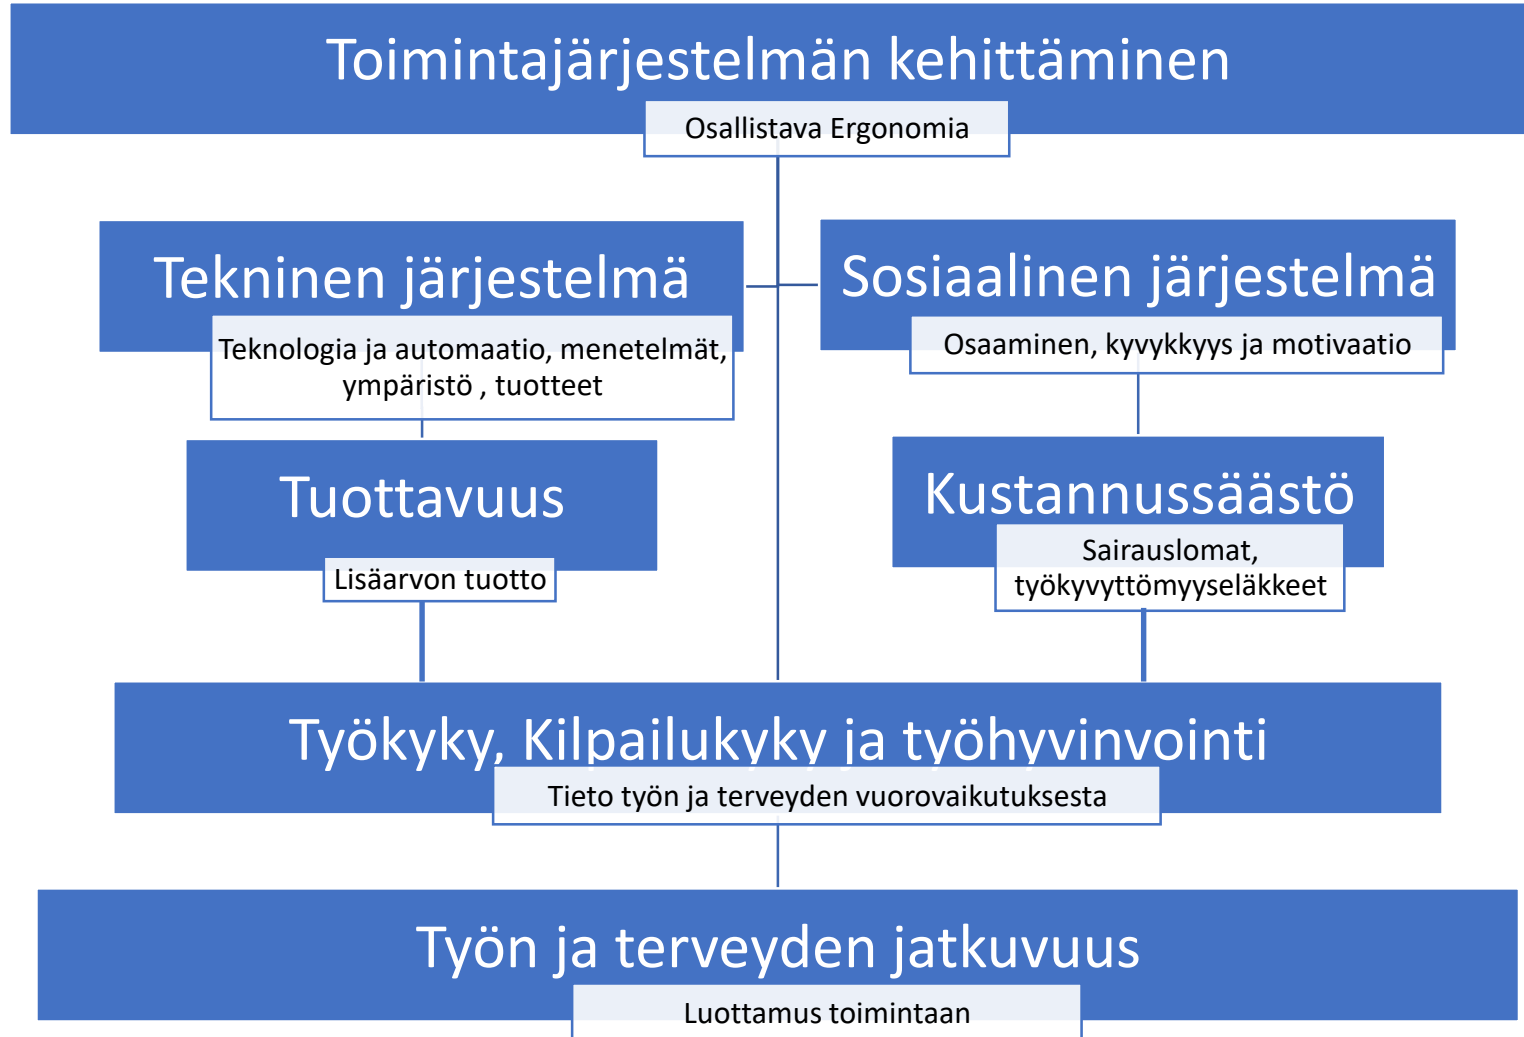 Toimintajärjestelmän kehittäminen
Osallistava Ergonomia
Tekninen järjestelmä
Teknologia ja automaatio, menetelmät,
ympäristö , tuotteet
Sosiaalinen järjestelmä
Osaaminen, kyvykkyys ja motivaatio
Tuottavuus
Lisäarvon tuotto
Kustannussäästö
Sairauslomat,
työkyvyttömyyseläkkeet
Työkyky, Kilpailukyky ja työhyvinvointi
Tieto työn ja terveyden vuorovaikutuksesta
Työn ja terveyden jatkuvuus
Luottamus toimintaan